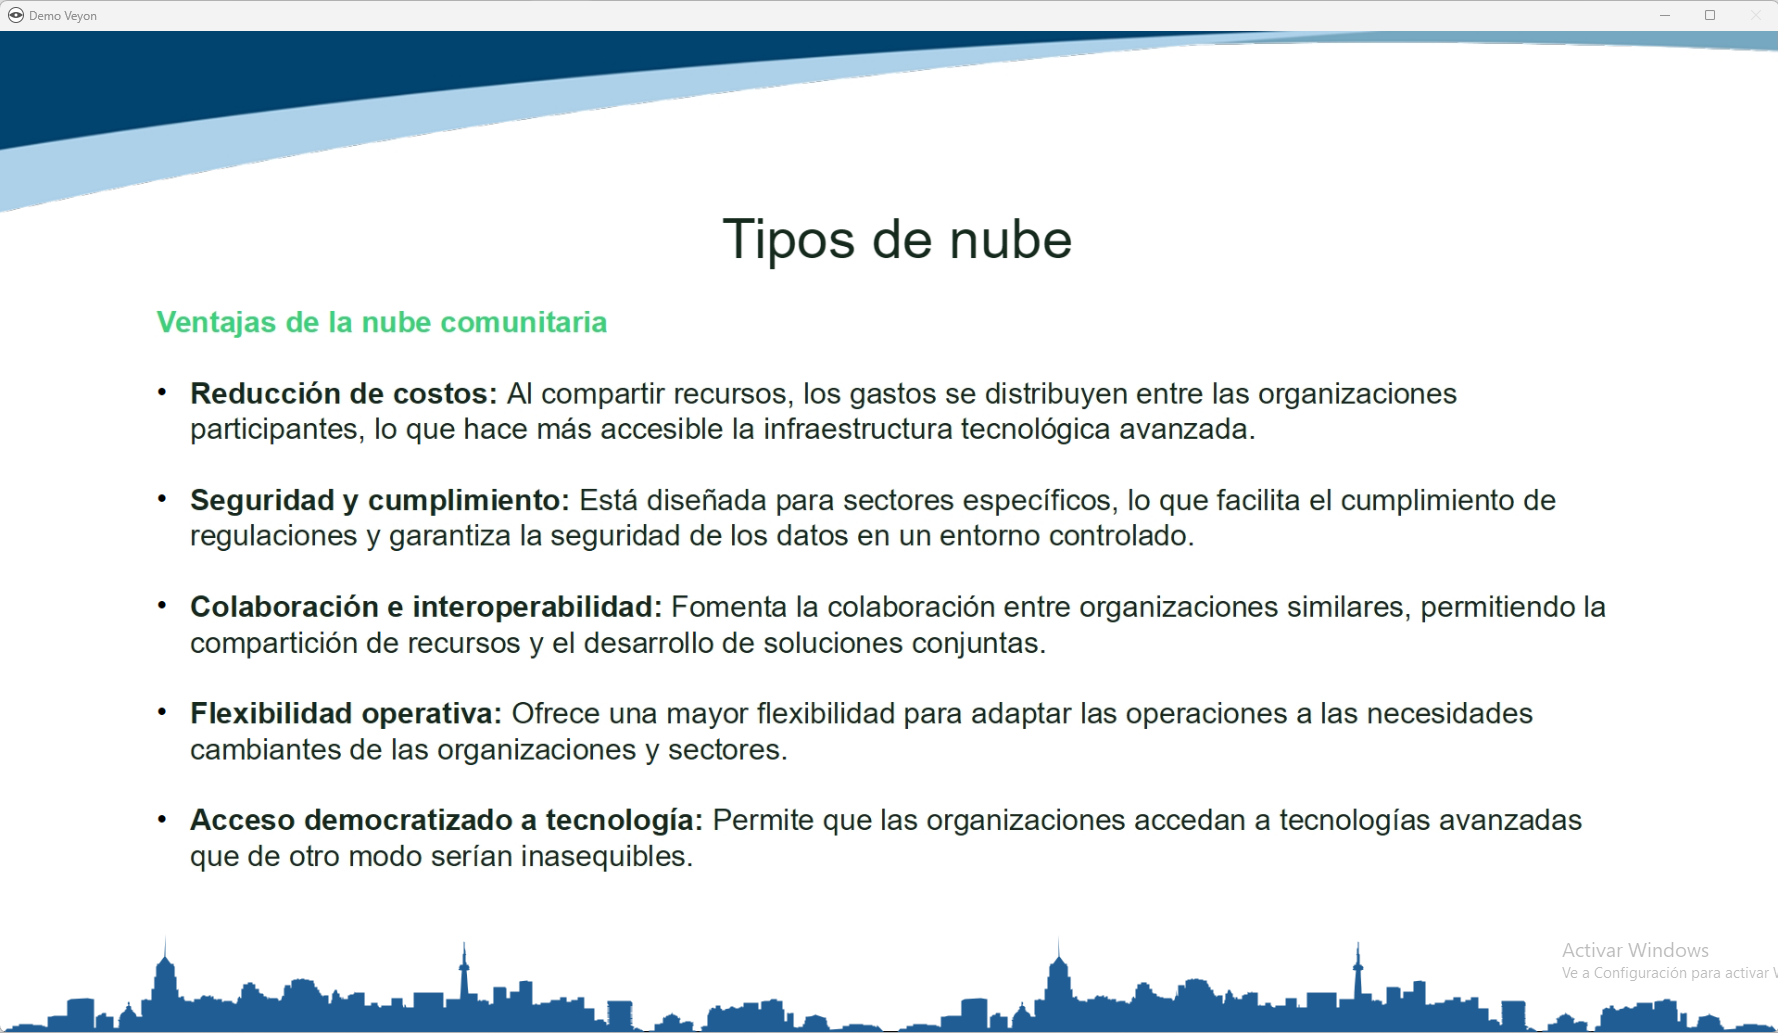 Demo Veyon
Tipos de nube
Ventajas de la nube comunitaria
• Reducción de costos: Al compartir recursos, los gastos se distribuyen entre las organizaciones
participantes, lo que hace más accesible la infraestructura tecnológica avanzada.
• Seguridad y cumplimiento: Está diseñada para sectores específicos, lo que facilita el cumplimiento de
regulaciones y garantiza la seguridad de los datos en un entorno controlado.
• Colaboración e interoperabilidad: Fomenta la colaboración entre organizaciones similares, permitiendo la
compartición de recursos y el desarrollo de soluciones conjuntas.
• Flexibilidad operativa: Ofrece una mayor flexibilidad para adaptar las operaciones a las necesidades
cambiantes de las organizaciones y sectores.
• Acceso democratizado a tecnología: Permite que las organizaciones accedan a tecnologías avanzadas
que de otro modo serían inasequibles.
Activar Windows
Ve a Configuración para activar